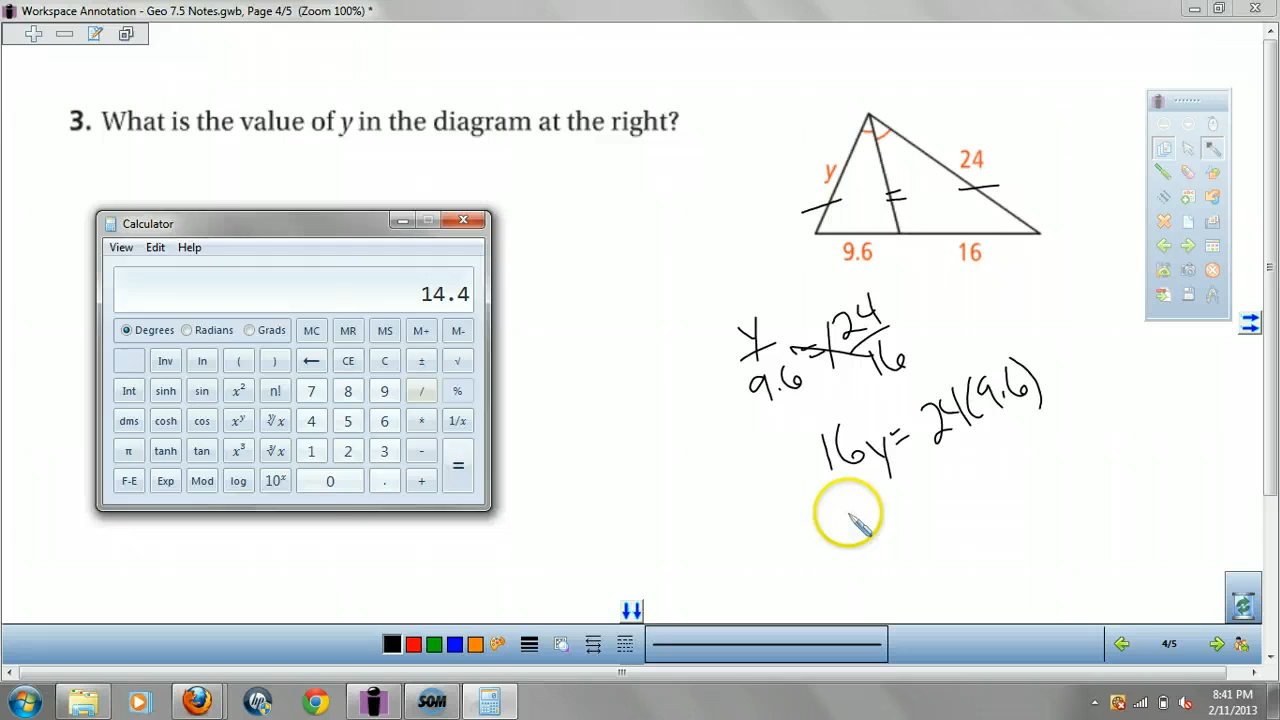 Workspace Annotation - Geo 7.5 Notes.gwb, Page 4/5 (Zoom 100%) *
3. What is the value of y in the diagram at the right?
y
24
9.6
16
Calculator
View Edit Help
14.4
Degrees Radians Grads MC MR MS M+ M-
Inv ln ( ) ← CE C ± √
Int sinh sin x² n! 7 8 9 / %
dms cosh cos xʸ ʸ√x 4 5 6 * 1/x
π tanh tan x³ ³√x 1 2 3 - =
F-E Exp Mod log 10ˣ 0 . +
y/9.6 = 24/16
16y = 24(9.6)
4/5
SOM
8:41 PM
2/11/2013